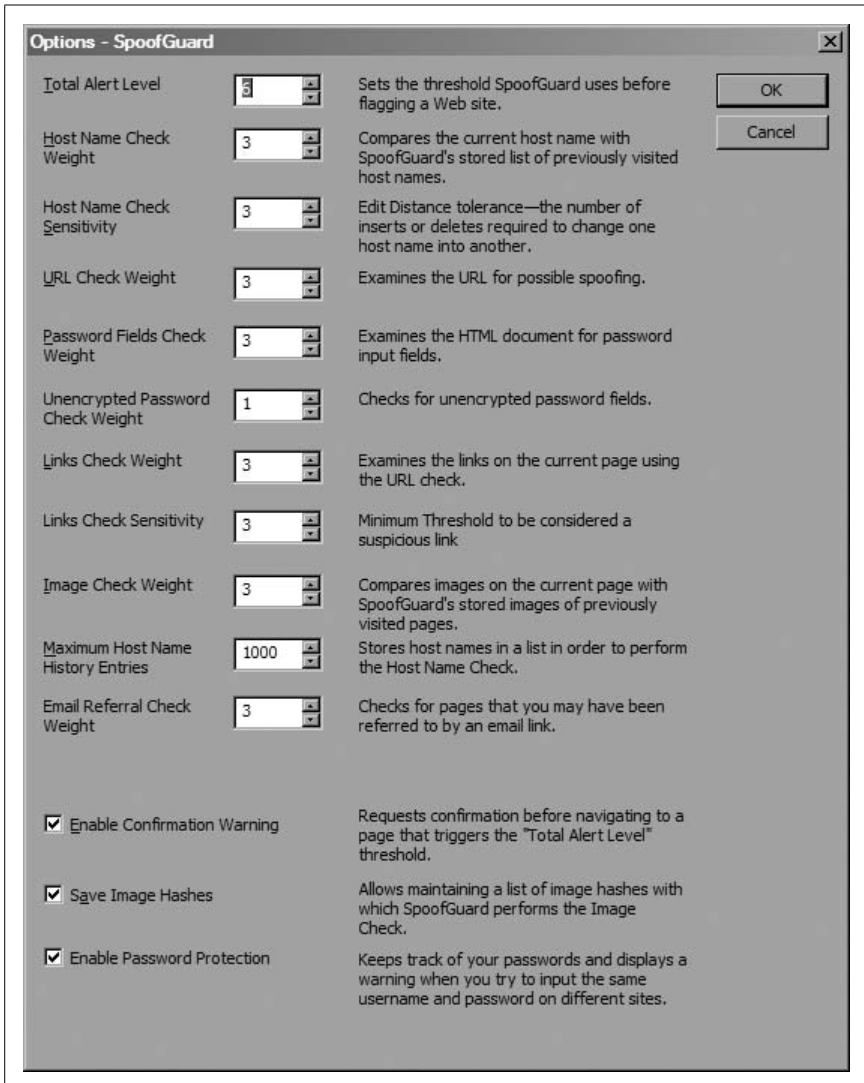 Options - SpoofGuard
OK
Cancel
Total Alert Level
6
Sets the threshold SpoofGuard uses before
flagging a Web site.
Host Name Check
Weight
3
Compares the current host name with
SpoofGuard's stored list of previously visited
host names.
Host Name Check
Sensitivity
3
Edit Distance tolerance—the number of
inserts or deletes required to change one
host name into another.
URL Check Weight
3
Examines the URL for possible spoofing.
Password Fields Check
Weight
3
Examines the HTML document for password
input fields.
Unencrypted Password
Check Weight
1
Checks for unencrypted password fields.
Links Check Weight
3
Examines the links on the current page using
the URL check.
Links Check Sensitivity
3
Minimum Threshold to be considered a
suspicious link
Image Check Weight
3
Compares images on the current page with
SpoofGuard's stored images of previously
visited pages.
Maximum Host Name
History Entries
1000
Stores host names in a list in order to perform
the Host Name Check.
Email Referral Check
Weight
3
Checks for pages that you may have been
referred to by an email link.
Enable Confirmation Warning
Requests confirmation before navigating to a
page that triggers the "Total Alert Level"
threshold.
Save Image Hashes
Allows maintaining a list of image hashes with
which SpoofGuard performs the Image
Check.
Enable Password Protection
Keeps track of your passwords and displays a
warning when you try to input the same
username and password on different sites.